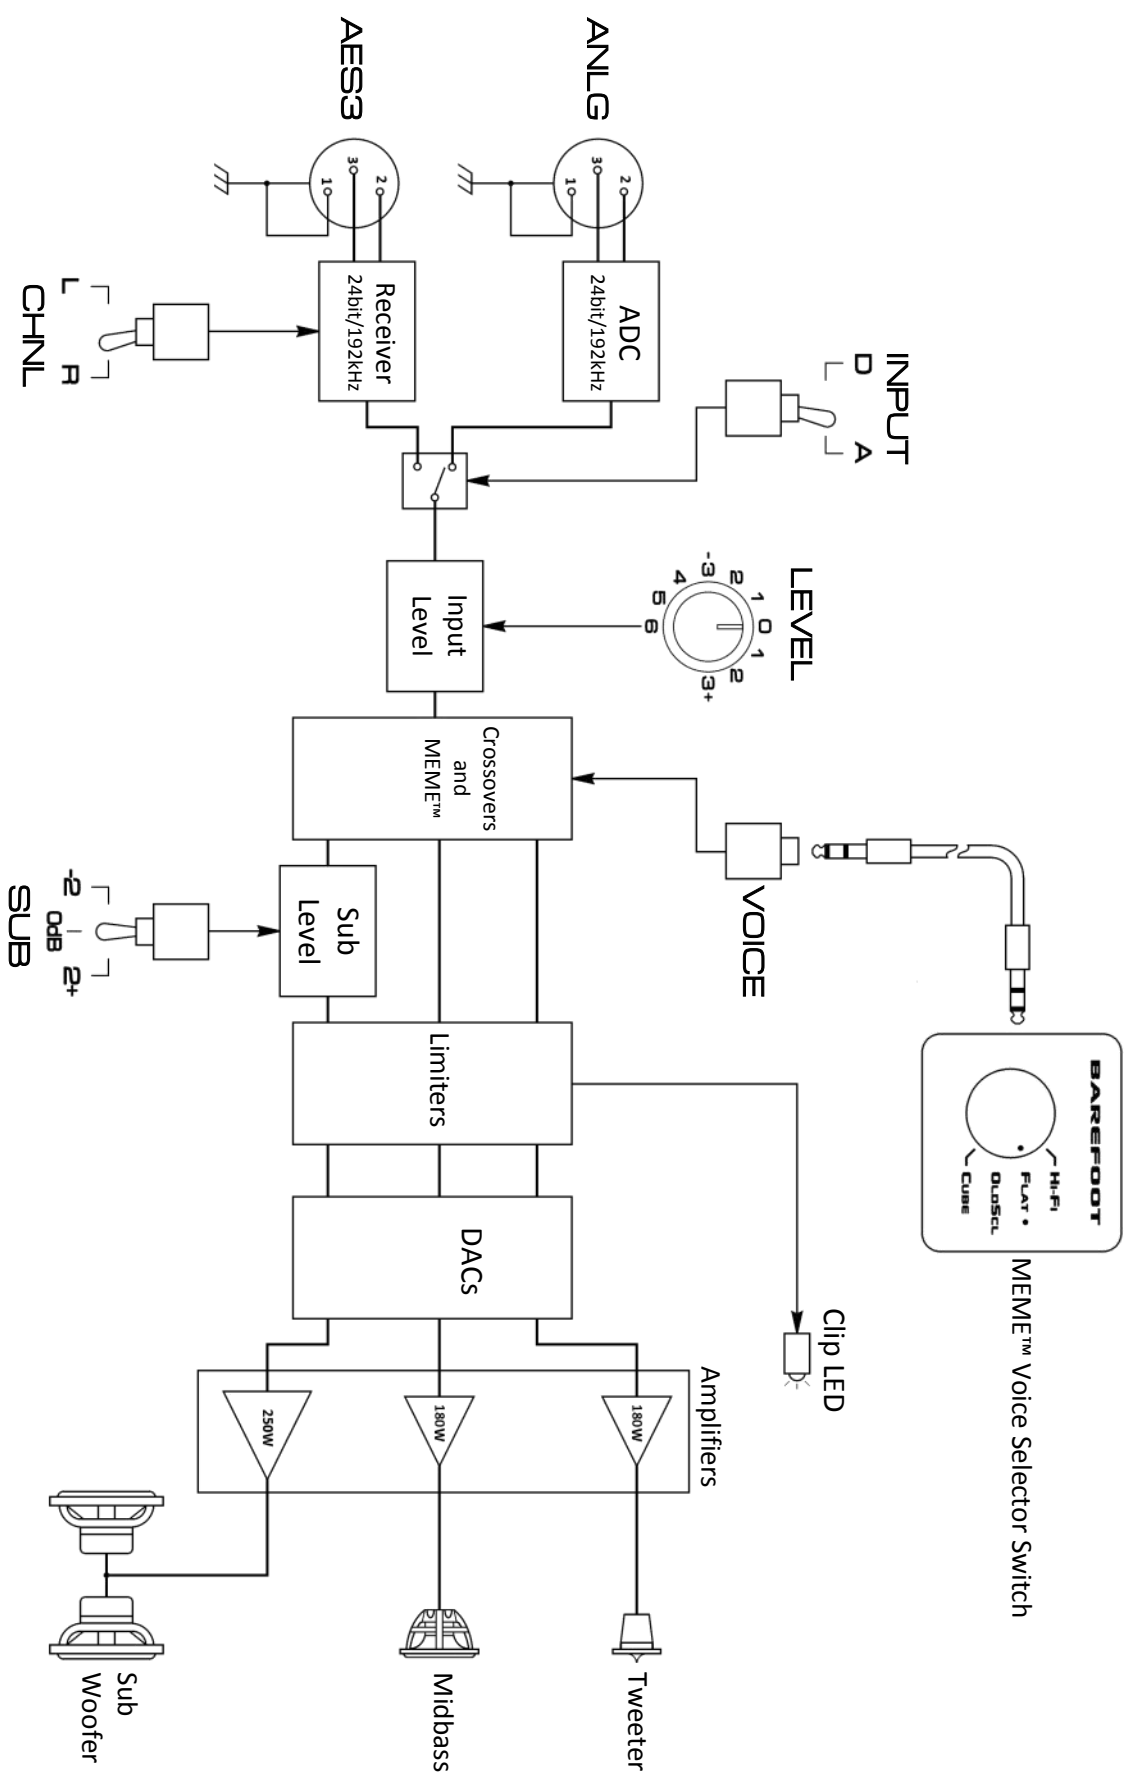 ANLG
AES3
2
3
1
2
3
1
ADC
24bit/192kHz
Receiver
24bit/192kHz
L
R
CHNL
INPUT
D
A
LEVEL
-3
2
1
0
1
2
3+
4
5
6
Input
Level
Crossovers
and
MEME™
VOICE
BAREFOOT
Hi-Fi
Flat •
OldScl
Cube
MEME™ Voice Selector Switch
Sub
Level
-2
0dB
2+
SUB
Limiters
Clip LED
DACs
Amplifiers
180W
180W
250W
Tweeter
Midbass
Sub
Woofer